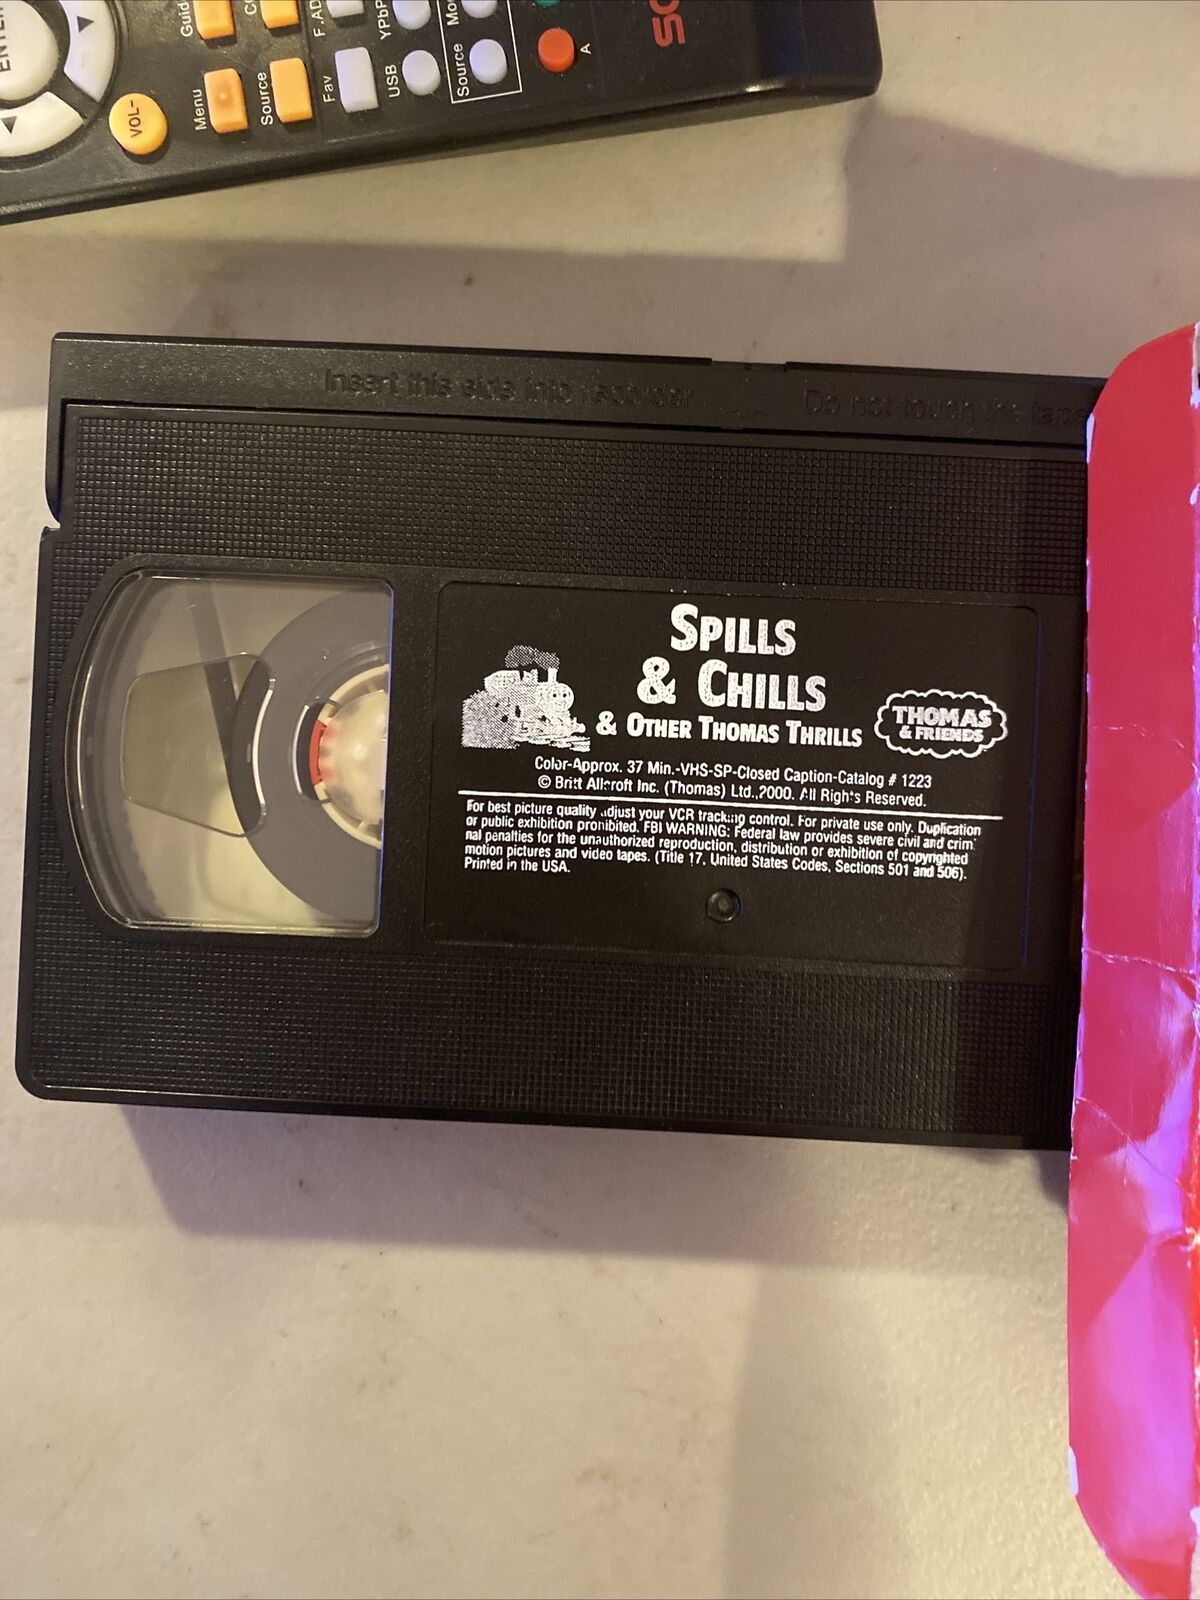 ENTER
Guid
F.AD
YPbP
Mo
VOL-
Menu
Source
Fav
USB
Source
A
Insert this side into recorder
Do not touch the tape
SPILLS
& CHILLS
& OTHER THOMAS THRILLS
THOMAS
& FRIENDS
Color-Approx. 37 Min.-VHS-SP-Closed Caption-Catalog # 1223
© Britt Allcroft Inc. (Thomas) Ltd.,2000. All Rights Reserved.
For best picture quality adjust your VCR tracking control. For private use only. Duplication
or public exhibition prohibited. FBI WARNING: Federal law provides severe civil and crimi
nal penalties for the unauthorized reproduction, distribution or exhibition of copyrighted
motion pictures and video tapes. (Title 17, United States Codes, Sections 501 and 506).
Printed in the USA.